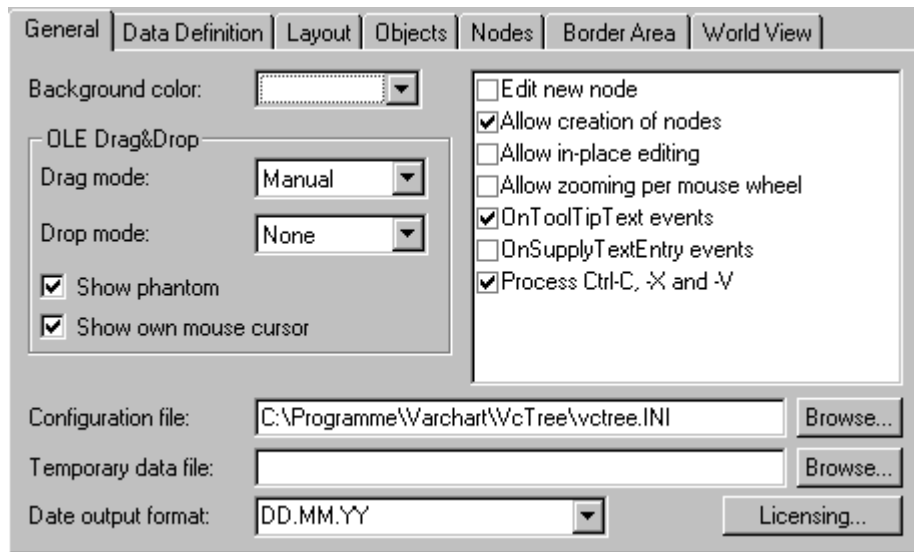 General Data Definition Layout Objects Nodes Border Area World View
Background color:
OLE Drag&Drop
Drag mode: Manual
Drop mode: None
Show phantom
Show own mouse cursor
Edit new node
Allow creation of nodes
Allow in-place editing
Allow zooming per mouse wheel
OnToolTipText events
OnSupplyTextEntry events
Process Ctrl-C, -X and -V
Configuration file: C:\Programme\Varchart\VcTree\vctree.INI Browse...
Temporary data file: Browse...
Date output format: DD.MM.YY Licensing...